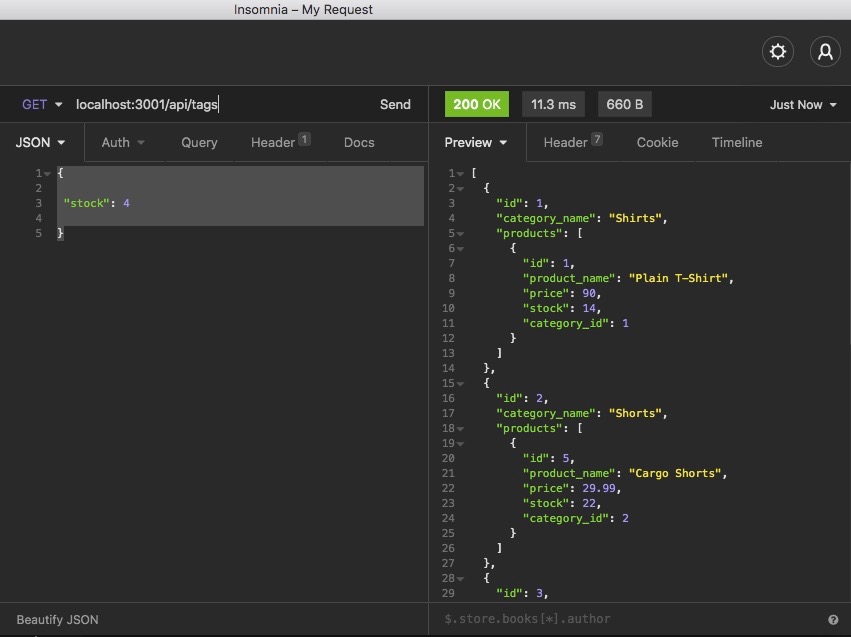 Insomnia – My Request
GET localhost:3001/api/tags Send 200 OK 11.3 ms 660 B Just Now
JSON Auth Query Header 1 Docs
1 {
2
3 "stock": 4
4
5 }
Beautify JSON
Preview Header 7 Cookie Timeline
1 [
2 {
3 "id": 1,
4 "category_name": "Shirts",
5 "products": [
6 {
7 "id": 1,
8 "product_name": "Plain T-Shirt",
9 "price": 90,
10 "stock": 14,
11 "category_id": 1
12 }
13 ]
14 },
15 {
16 "id": 2,
17 "category_name": "Shorts",
18 "products": [
19 {
20 "id": 5,
21 "product_name": "Cargo Shorts",
22 "price": 29.99,
23 "stock": 22,
24 "category_id": 2
25 }
26 ]
27 },
28 {
29 "id": 3,
$.store.books[*].author